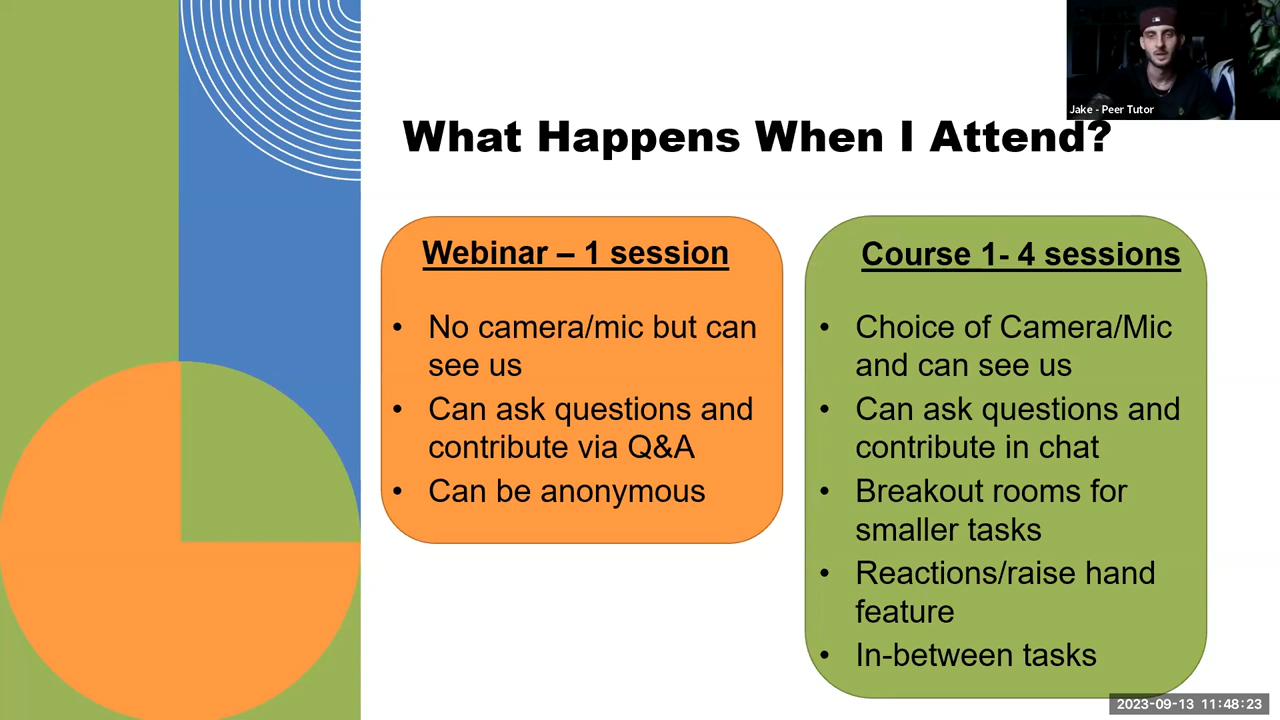 Jake - Peer Tutor
What Happens When I Attend?
Webinar – 1 session
• No camera/mic but can
see us
• Can ask questions and
contribute via Q&A
• Can be anonymous
Course 1- 4 sessions
• Choice of Camera/Mic
and can see us
• Can ask questions and
contribute in chat
• Breakout rooms for
smaller tasks
• Reactions/raise hand
feature
• In-between tasks
2023-09-13 11:48:23